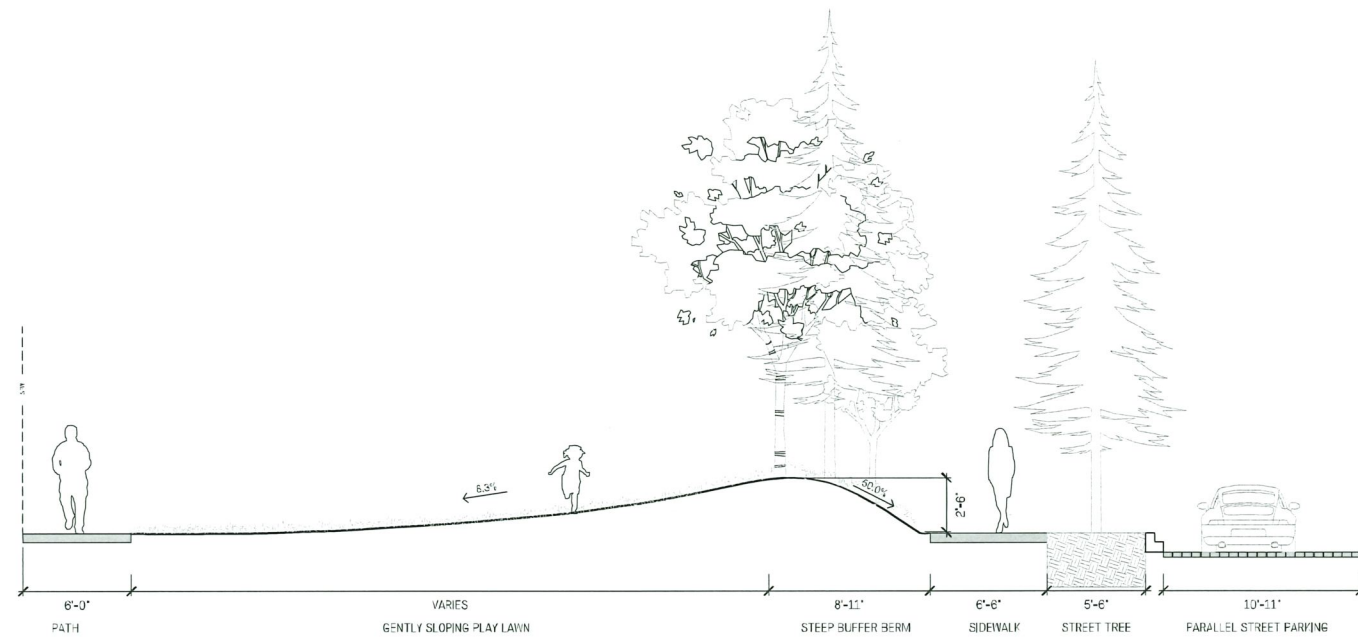 8.3%
50.0%
2'-6"
6'-0"
VARIES
8'-11"
6'-6"
5'-6"
10'-11"
PATH
GENTLY SLOPING PLAY LAWN
STEEP BUFFER BERM
SIDEWALK
STREET TREE
PARALLEL STREET PARKING